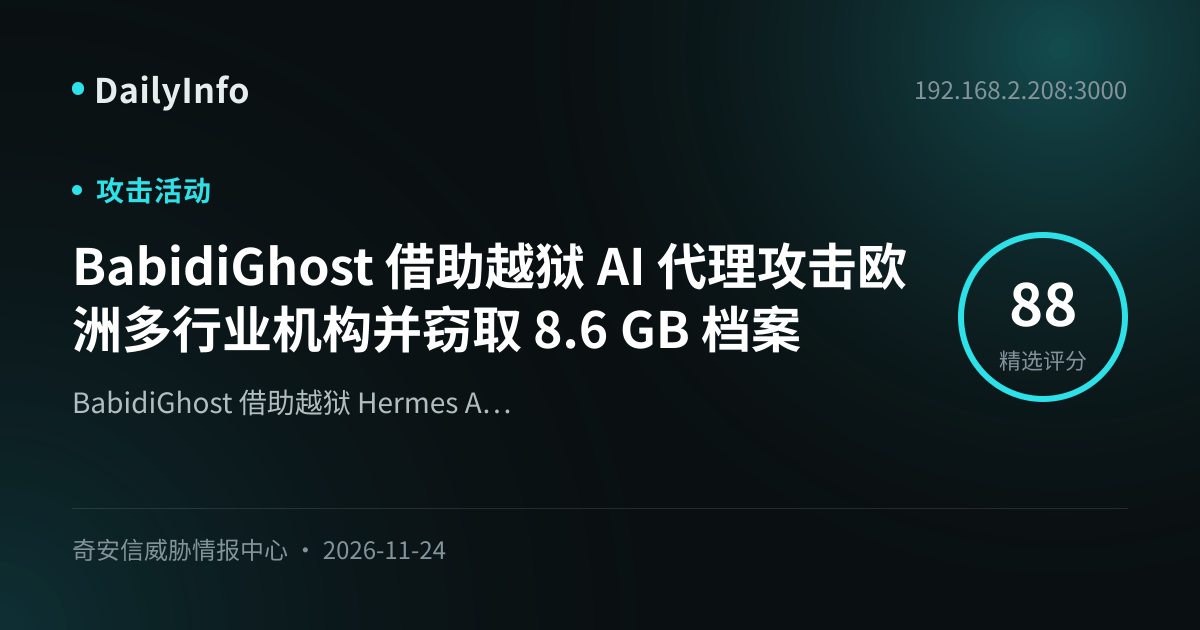 DailyInfo
192.168.2.208:3000
攻击活动
BabidiGhost 借助越狱 AI 代理攻击欧
洲多行业机构并窃取 8.6 GB 档案
88
精选评分
BabidiGhost 借助越狱 Hermes A…
奇安信威胁情报中心 · 2026-11-24